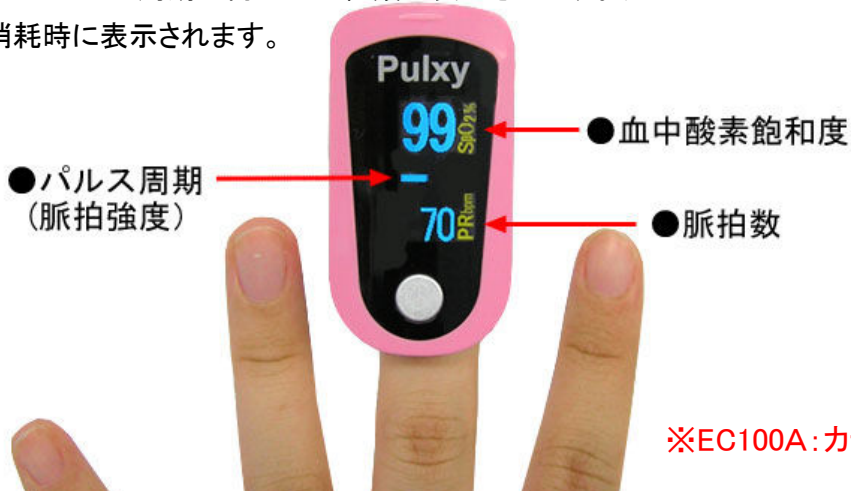 消耗時に表示されます。
Pulxy
99 SpO2%
●血中酸素飽和度
●パルス周期
(脈拍強度)
70 PRbpm
●脈拍数
※EC100A:カ